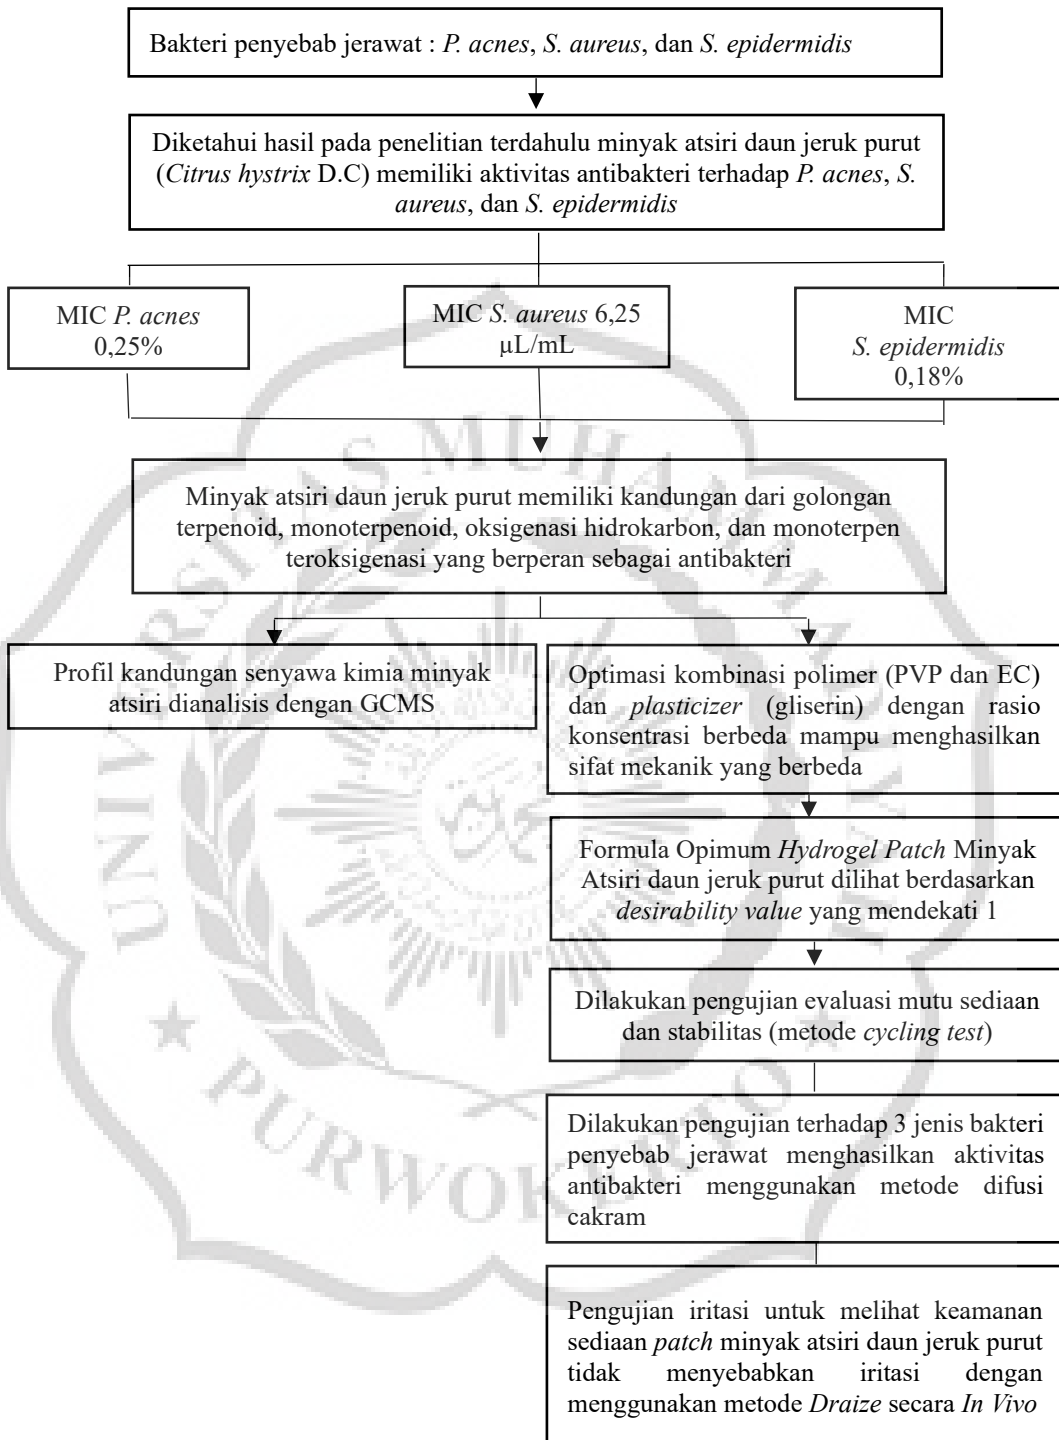 Bakteri penyebab jerawat : P. acnes, S. aureus, dan S. epidermidis
Diketahui hasil pada penelitian terdahulu minyak atsiri daun jeruk purut
(Citrus hystrix D.C) memiliki aktivitas antibakteri terhadap P. acnes, S.
aureus, dan S. epidermidis
MIC P. acnes
0,25%
MIC S. aureus 6,25
µL/mL
MIC
S. epidermidis
0,18%
Minyak atsiri daun jeruk purut memiliki kandungan dari golongan
terpenoid, monoterpenoid, oksigenasi hidrokarbon, dan monoterpen
teroksigenasi yang berperan sebagai antibakteri
Profil kandungan senyawa kimia minyak
atsiri dianalisis dengan GCMS
Optimasi kombinasi polimer (PVP dan EC)
dan plasticizer (gliserin) dengan rasio
konsentrasi berbeda mampu menghasilkan
sifat mekanik yang berbeda
Formula Opimum Hydrogel Patch Minyak
Atsiri daun jeruk purut dilihat berdasarkan
desirability value yang mendekati 1
Dilakukan pengujian evaluasi mutu sediaan
dan stabilitas (metode cycling test)
Dilakukan pengujian terhadap 3 jenis bakteri
penyebab jerawat menghasilkan aktivitas
antibakteri menggunakan metode difusi
cakram
Pengujian iritasi untuk melihat keamanan
sediaan patch minyak atsiri daun jeruk purut
tidak menyebabkan iritasi dengan
menggunakan metode Draize secara In Vivo
UNIVERSITAS MUHAMMADIYAH
PURWOKERTO